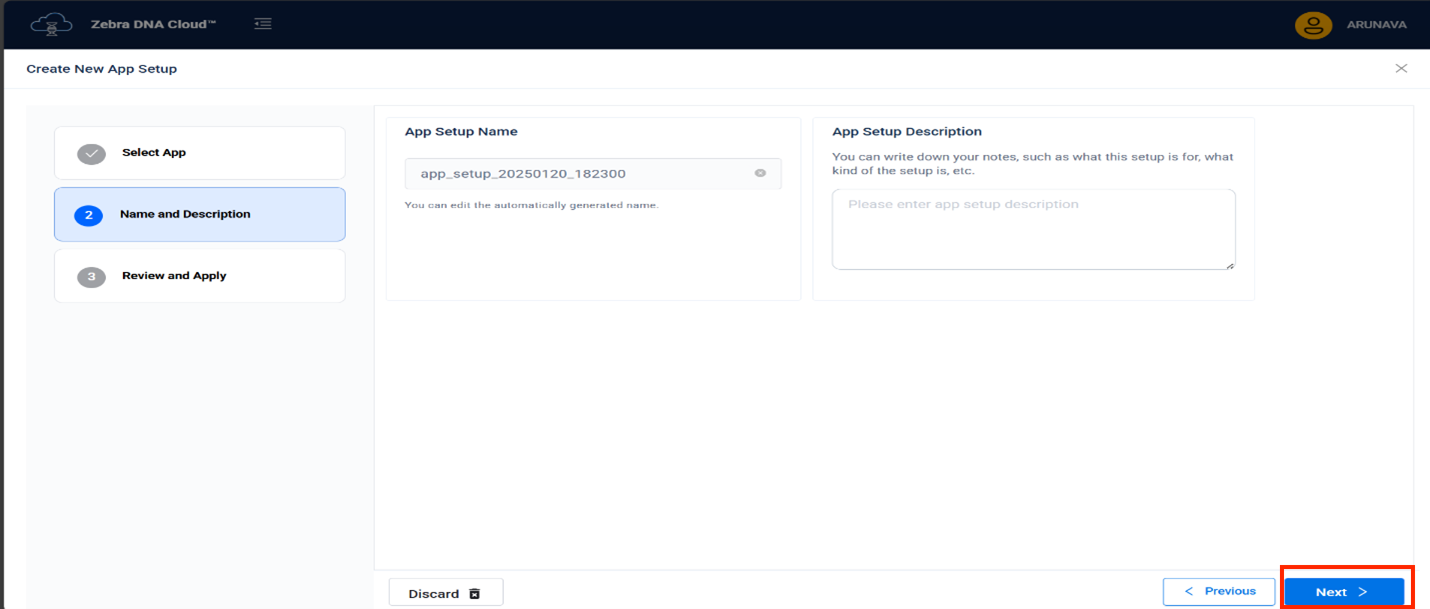 Zebra DNA Cloud™
ARUNAVA
Create New App Setup
Select App
2 Name and Description
3 Review and Apply
App Setup Name
app_setup_20250120_182300
You can edit the automatically generated name.
App Setup Description
You can write down your notes, such as what this setup is for, what
kind of the setup is, etc.
Please enter app setup description
Discard
< Previous
Next >